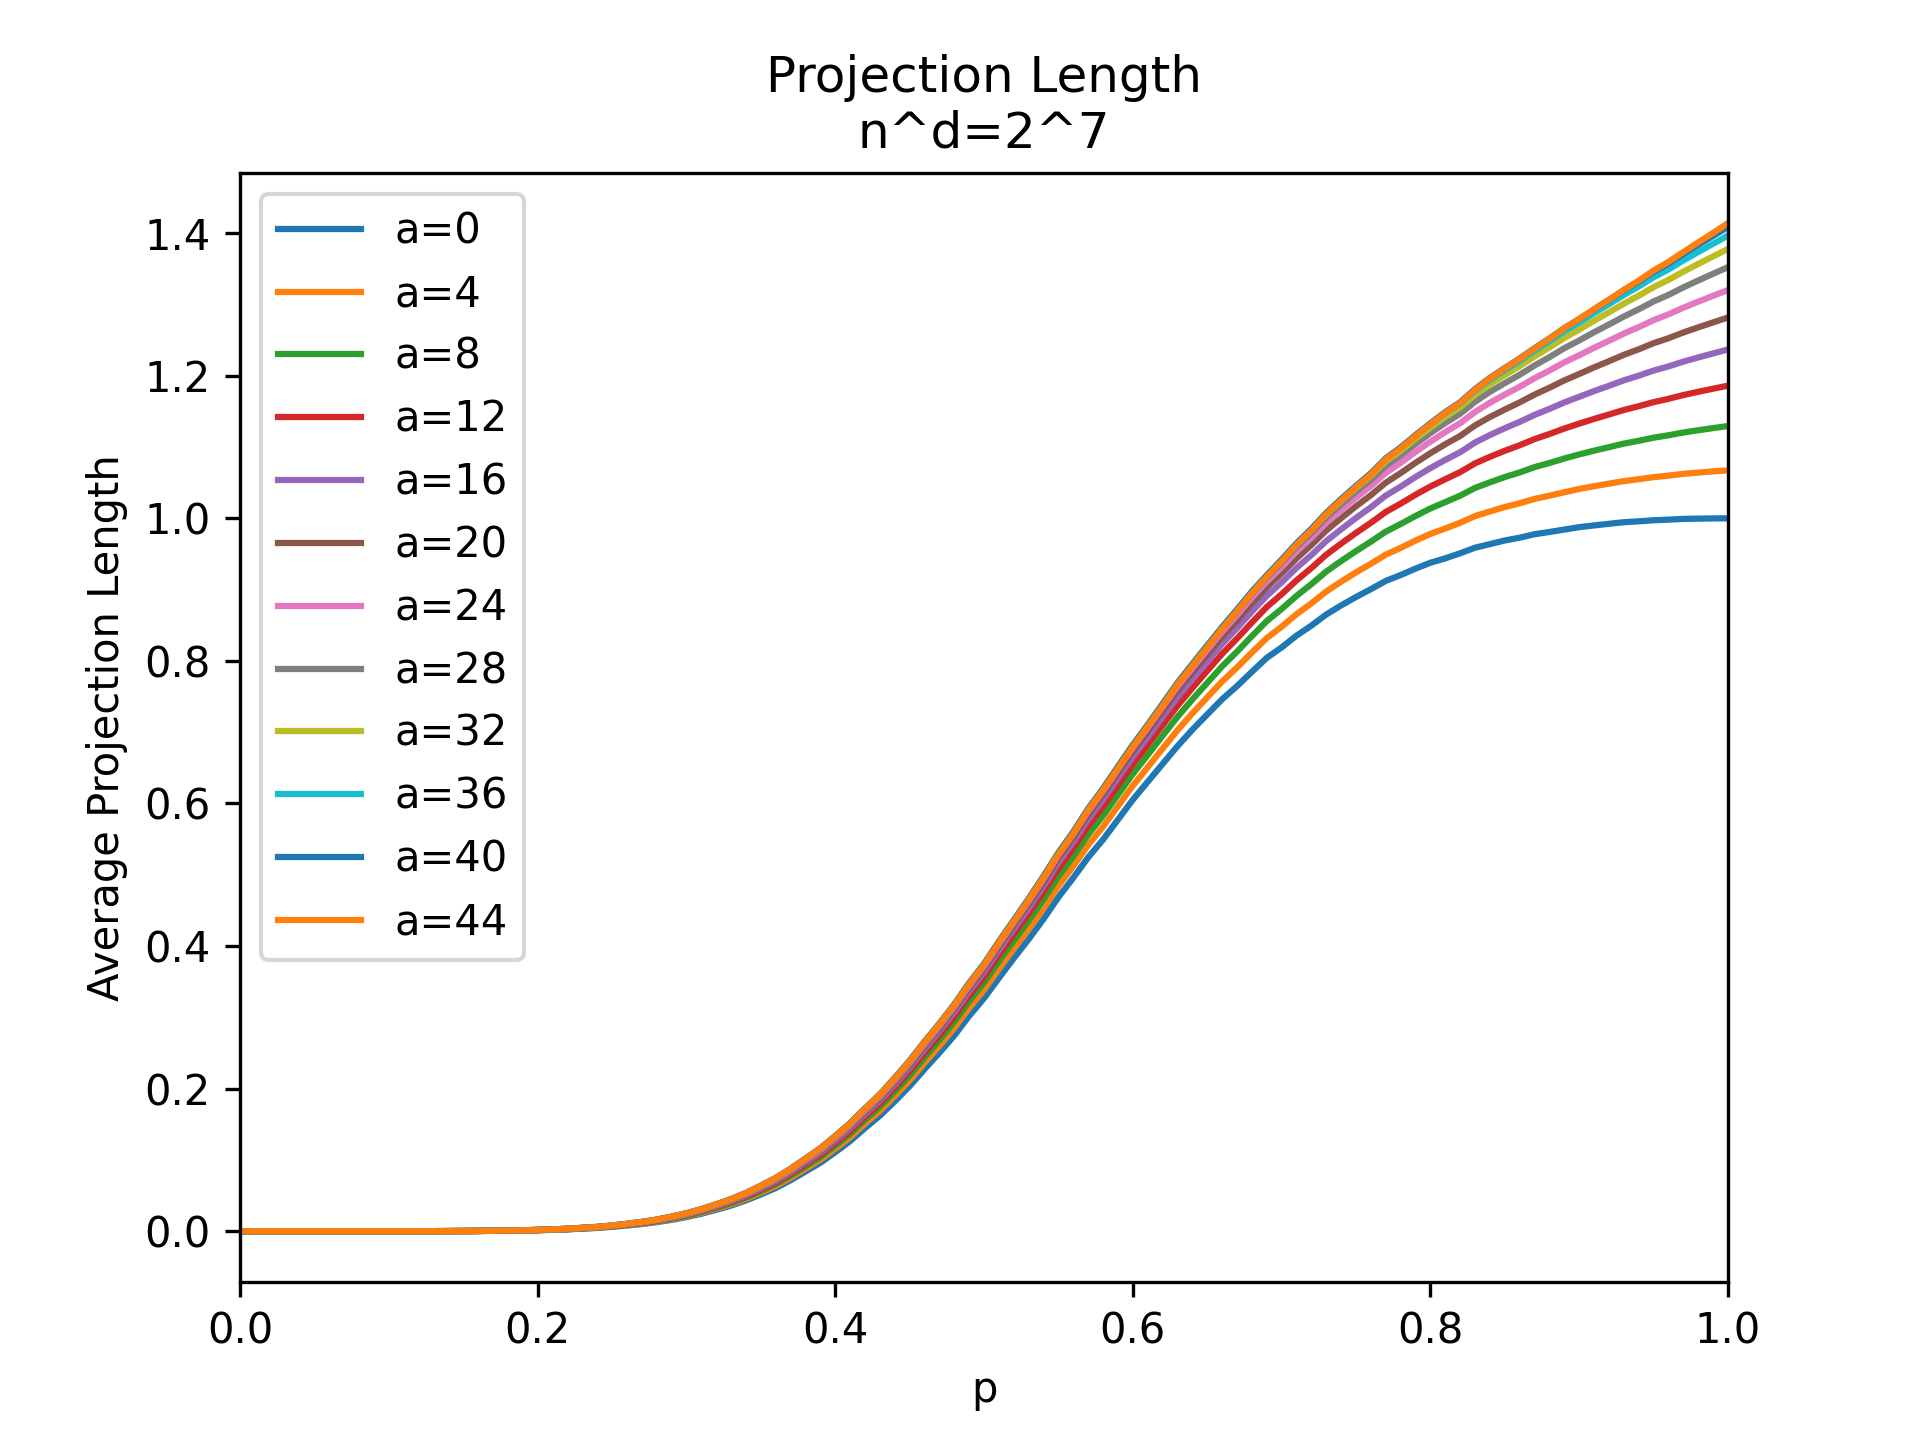 Projection Length
n^d=2^7
Average Projection Length
1.4
1.2
1.0
0.8
0.6
0.4
0.2
0.0
a=0
a=4
a=8
a=12
a=16
a=20
a=24
a=28
a=32
a=36
a=40
a=44
0.0 0.2 0.4 0.6 0.8 1.0
p